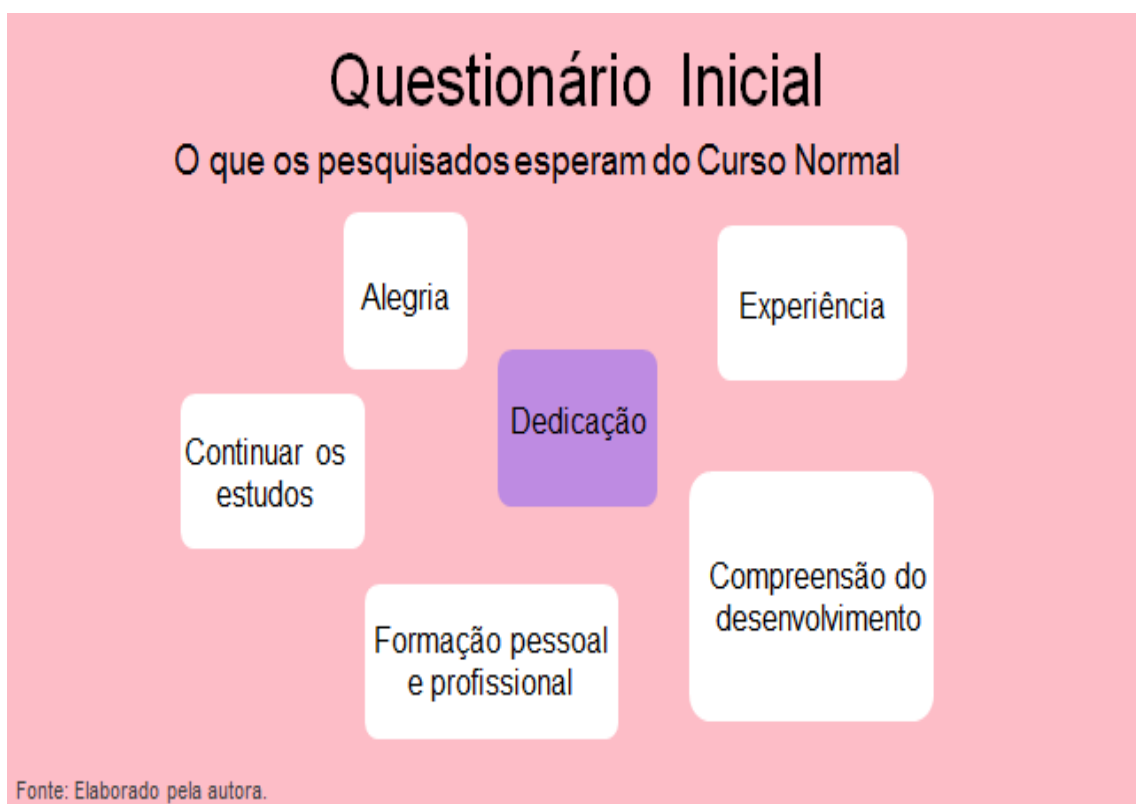 Questionário Inicial
O que os pesquisados esperam do Curso Normal
Alegria
Experiência
Dedicação
Continuar os
estudos
Compreensão do
desenvolvimento
Formação pessoal
e profissional
Fonte: Elaborado pela autora.